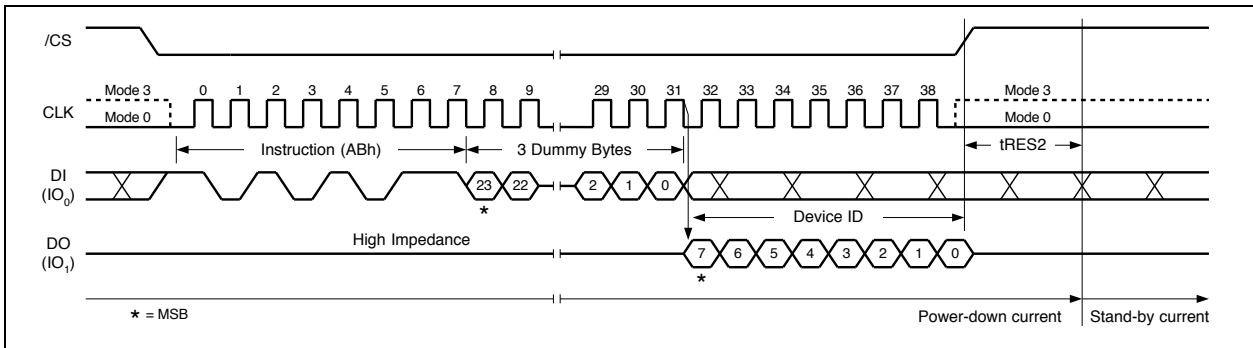 /CS
Mode 3 0 1 2 3 4 5 6 7 8 9 29 30 31 32 33 34 35 36 37 38 Mode 3
CLK
Mode 0 Mode 0
Instruction (ABh) 3 Dummy Bytes tRES2
DI
(IO0)
23 22 2 1 0
*
Device ID
High Impedance
DO
(IO1)
7 6 5 4 3 2 1 0
*
* = MSB
Power-down current Stand-by current